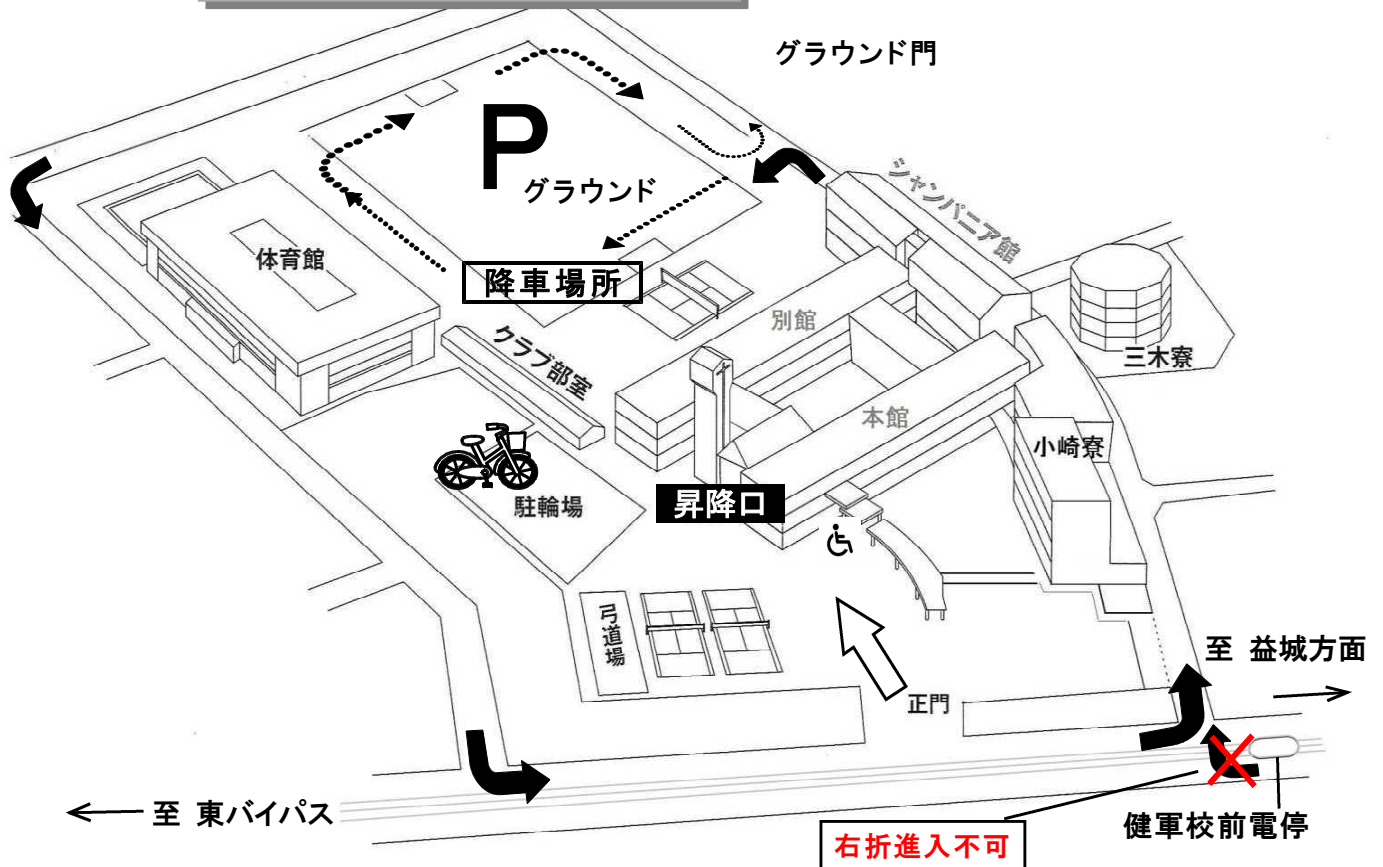 グラウンド門
P
グラウンド
シャンパニア館
体育館
降車場所
別館
クラブ部室
三木寮
本館
小崎寮
駐輪場
昇降口
弓道場
至 益城方面
正門
至 東バイパス
健軍校前電停
右折進入不可